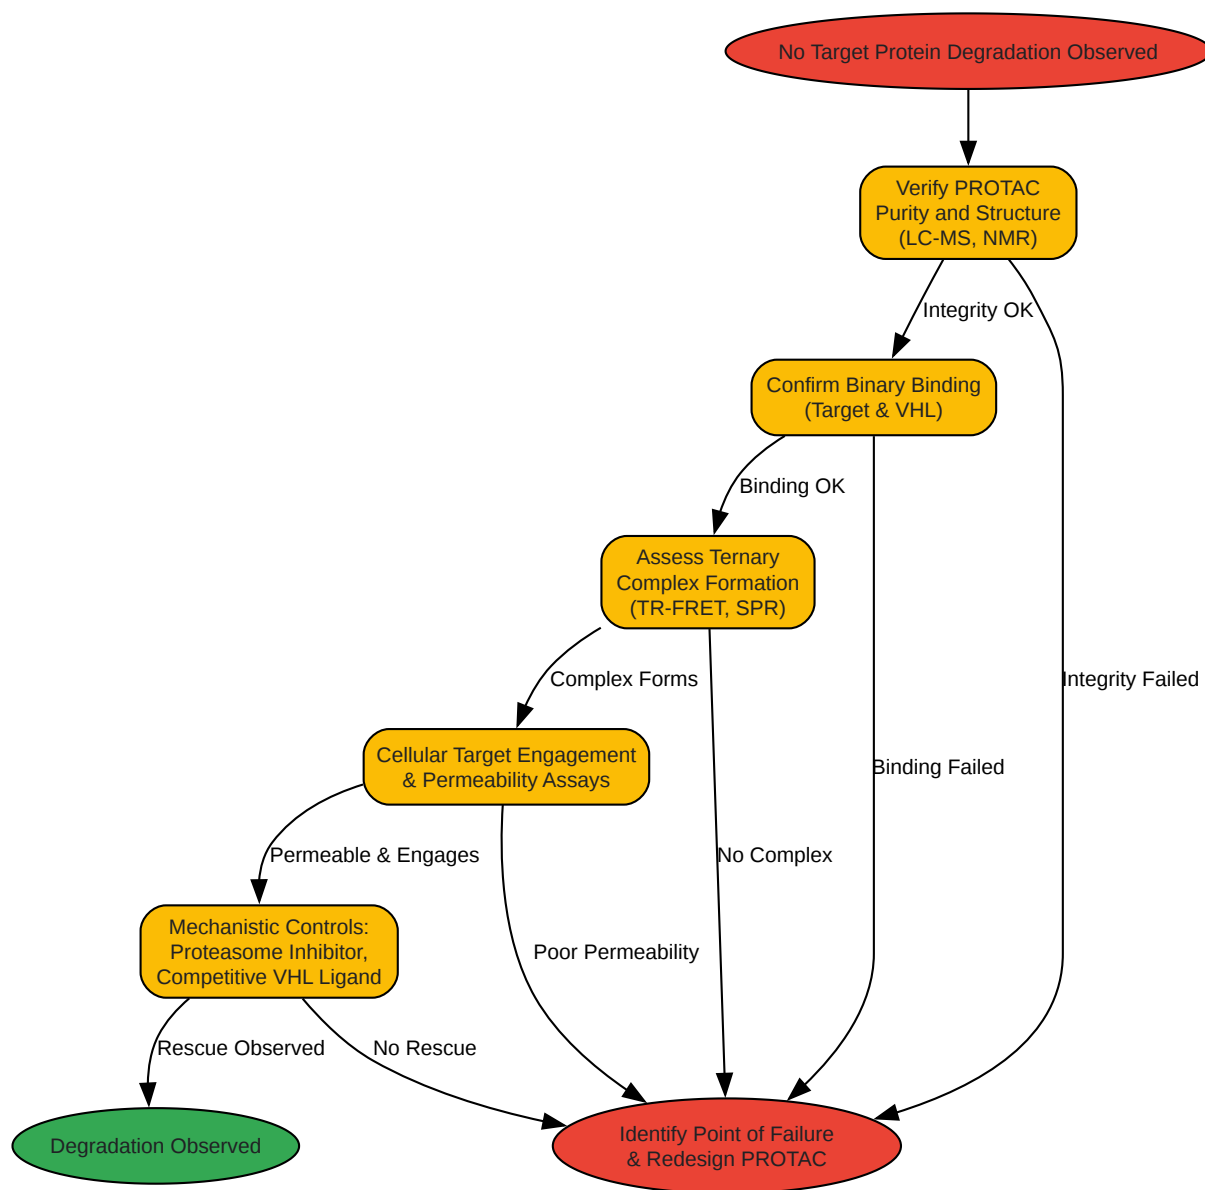 No Target Protein Degradation Observed
Verify PROTAC
Purity and Structure
(LC-MS, NMR)
Integrity OK
Confirm Binary Binding
(Target & VHL)
Binding OK
Assess Ternary
Complex Formation
(TR-FRET, SPR)
Complex Forms
Integrity Failed
Cellular Target Engagement
& Permeability Assays
Binding Failed
Permeable & Engages
No Complex
Mechanistic Controls:
Proteasome Inhibitor,
Competitive VHL Ligand
Poor Permeability
Rescue Observed
No Rescue
Degradation Observed
Identify Point of Failure
& Redesign PROTAC